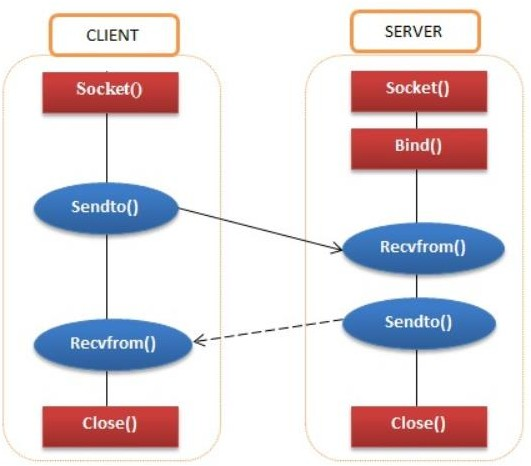 CLIENT
Socket()
Sendto()
Recvfrom()
Close()
SERVER
Socket()
Bind()
Recvfrom()
Sendto()
Close()